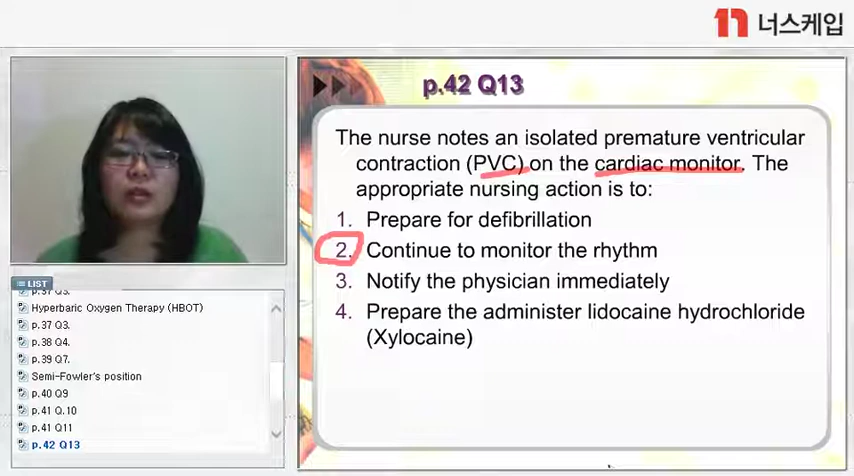 너스케입
p.42 Q13
The nurse notes an isolated premature ventricular
contraction (PVC) on the cardiac monitor. The
appropriate nursing action is to:
1. Prepare for defibrillation
2. Continue to monitor the rhythm
3. Notify the physician immediately
4. Prepare the administer lidocaine hydrochloride
(Xylocaine)
LIST
p.37 Q3.
Hyperbaric Oxygen Therapy (HBOT)
p.37 Q3.
p.38 Q4.
p.39 Q7.
Semi-Fowler's position
p.40 Q9
p.41 Q.10
p.41 Q11
p.42 Q13